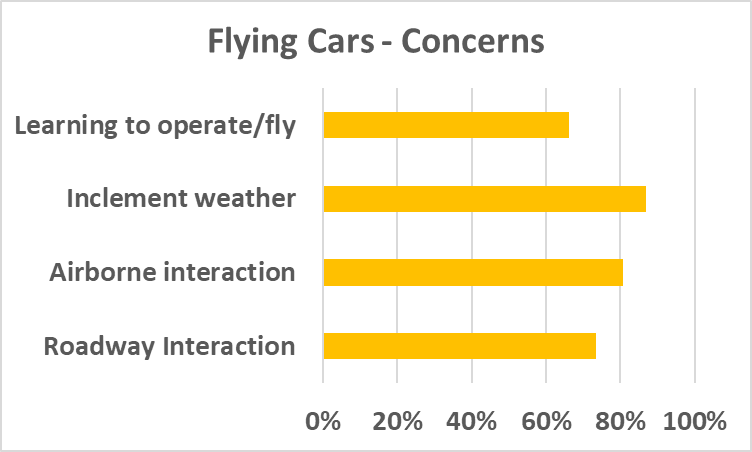 Flying Cars - Concerns
Learning to operate/fly
Inclement weather
Airborne interaction
Roadway Interaction
0% 20% 40% 60% 80% 100%